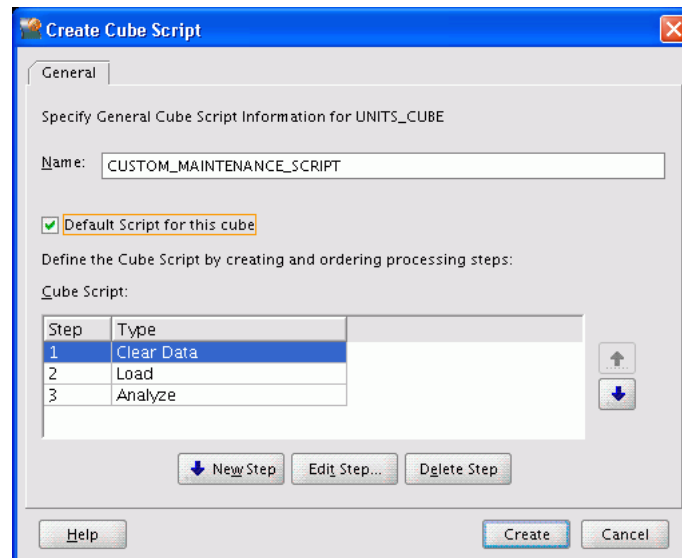 Create Cube Script
General
Specify General Cube Script Information for UNITS_CUBE
Name: CUSTOM_MAINTENANCE_SCRIPT
Default Script for this cube
Define the Cube Script by creating and ordering processing steps:
Cube Script:
Step Type
1 Clear Data
2 Load
3 Analyze
New Step Edit Step... Delete Step
Help Create Cancel